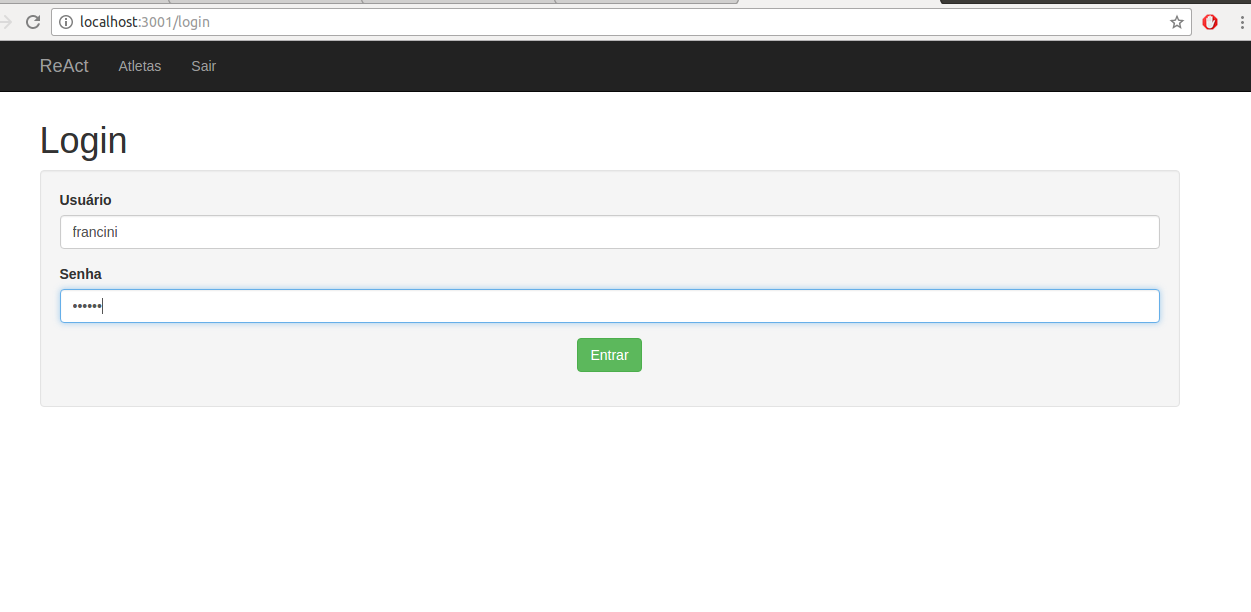 localhost:3001/login
ReAct Atletas Sair
Login
Usuário
francini
Senha
••••••
Entrar